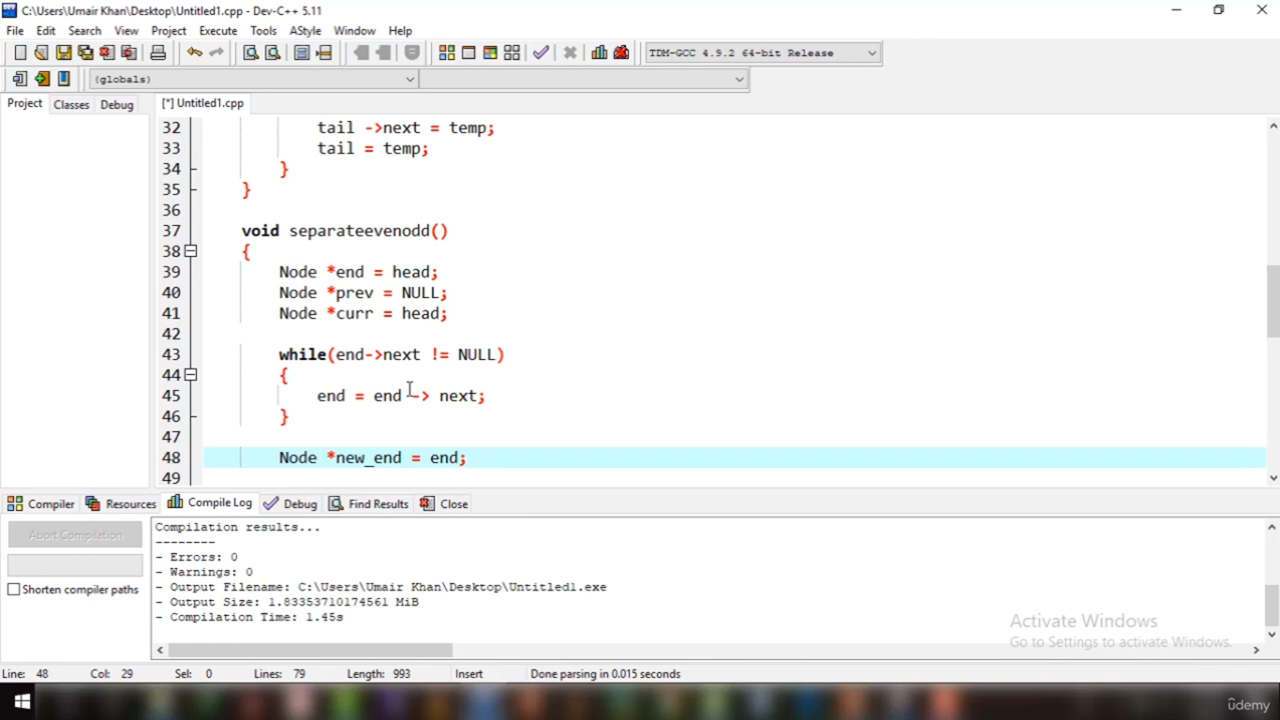 C:\Users\Umair Khan\Desktop\Untitled1.cpp - Dev-C++ 5.11
File Edit Search View Project Execute Tools AStyle Window Help
TDM-GCC 4.9.2 64-bit Release
(globals)
Project Classes Debug [*] Untitled1.cpp
32 tail ->next = temp;
33 tail = temp;
34 }
35 }
36
37 void separateevenodd()
38 {
39 Node *end = head;
40 Node *prev = NULL;
41 Node *curr = head;
42
43 while(end->next != NULL)
44 {
45 end = end -> next;
46 }
47
48 Node *new_end = end;
49
Compiler Resources Compile Log Debug Find Results Close
Abort Compilation
Shorten compiler paths
Compilation results...
--------
- Errors: 0
- Warnings: 0
- Output Filename: C:\Users\Umair Khan\Desktop\Untitled1.exe
- Output Size: 1.83353710174561 MiB
- Compilation Time: 1.45s
Activate Windows
Go to Settings to activate Windows.
Line: 48 Col: 29 Sel: 0 Lines: 79 Length: 993 Insert Done parsing in 0.015 seconds
ûdemy